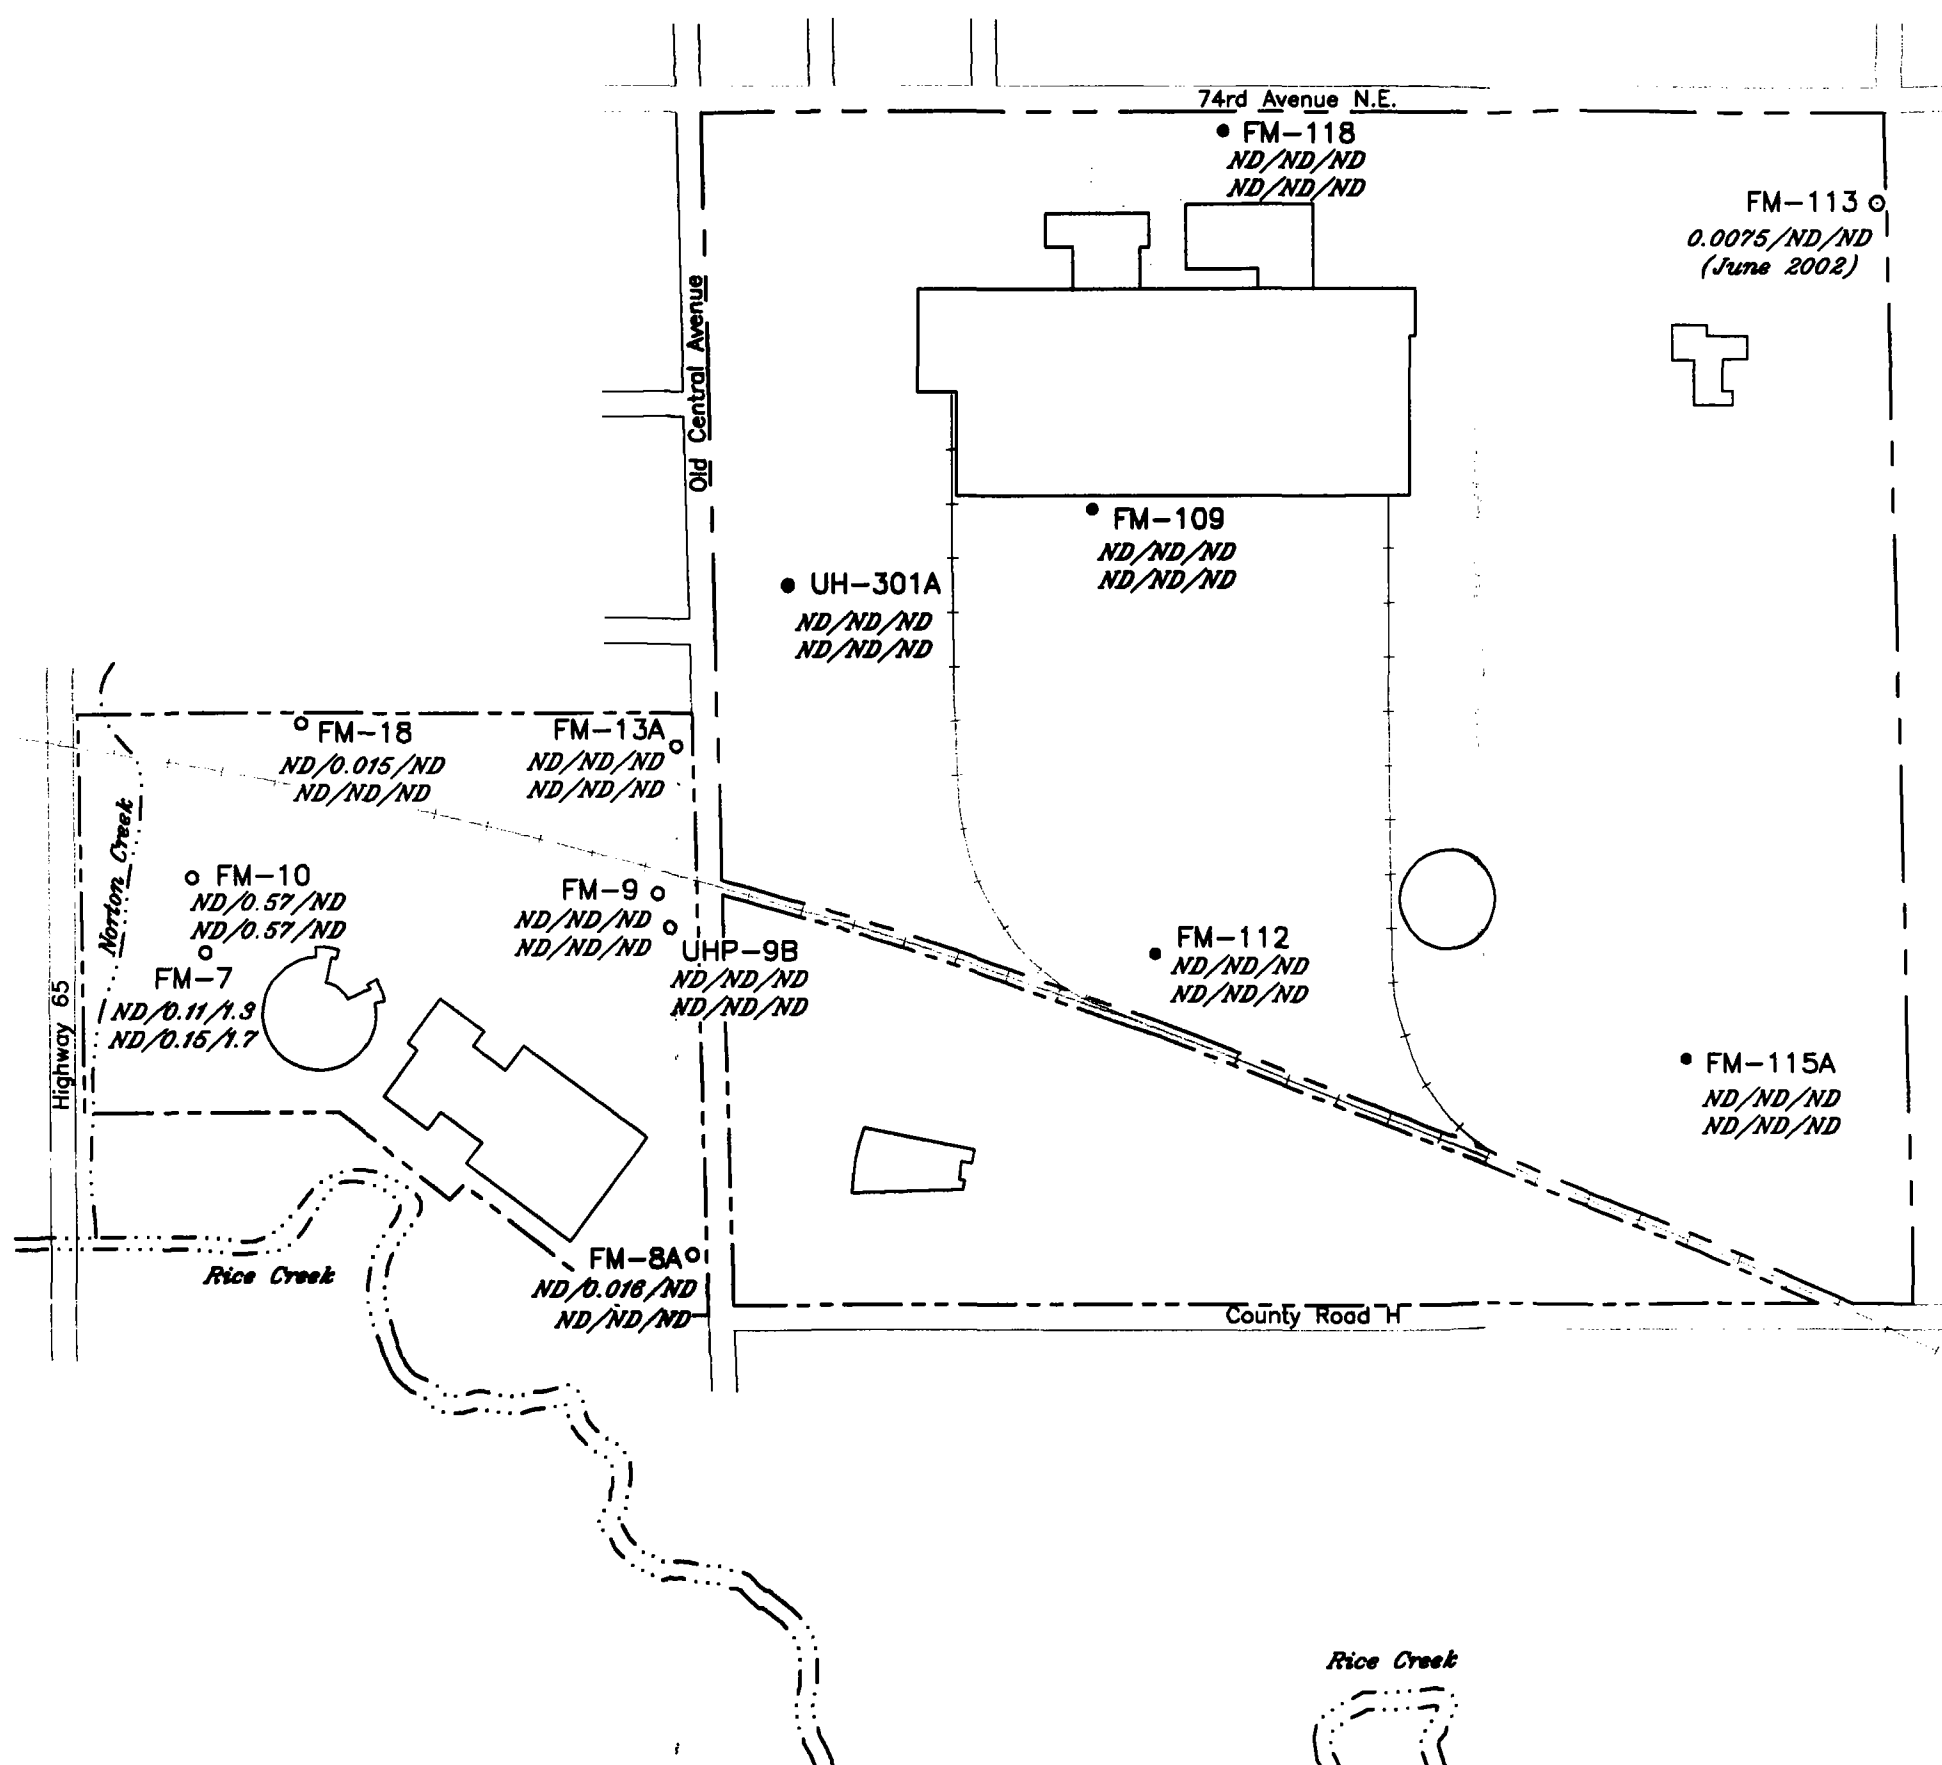 74rd Avenue N.E.
FM-118
ND/ND/ND
ND/ND/ND
FM-113
0.0075/ND/ND
(June 2002)
Old Central Avenue
FM-109
ND/ND/ND
ND/ND/ND
UH-301A
ND/ND/ND
ND/ND/ND
FM-18
ND/0.015/ND
ND/ND/ND
FM-13A
ND/ND/ND
ND/ND/ND
Norton Creek
FM-10
ND/0.57/ND
ND/0.57/ND
FM-9
ND/ND/ND
ND/ND/ND
UHP-9B
ND/ND/ND
ND/ND/ND
FM-7
ND/0.11/1.3
ND/0.15/1.7
Highway 65
FM-112
ND/ND/ND
ND/ND/ND
FM-115A
ND/ND/ND
ND/ND/ND
Rice Creek
FM-8A
ND/0.016/ND
ND/ND/ND
County Road H
Rice Creek